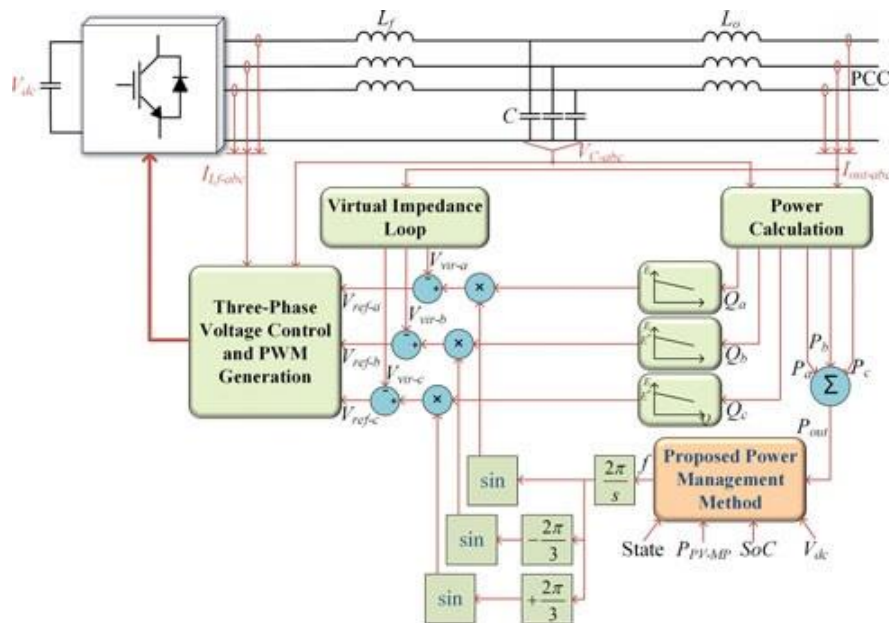 L_f
L_o
V_dc
PCC
C
V_C-abc
I_Lf-abc
I_out-abc
Virtual Impedance
Loop
Power
Calculation
V_vir-a
Three-Phase
Voltage Control
and PWM
Generation
V_ref-a
V_vir-b
V_ref-b
V_vir-c
V_ref-c
- +
- +
- +
×
×
×
E
Q_a
E
Q_b
E
Q
Q_c
P_a
P_b
P_c
Σ
P_out
Proposed Power
Management
Method
f
2π
s
sin
sin
−2π/3
sin
+2π/3
State
P_PV-MP
SoC
V_dc